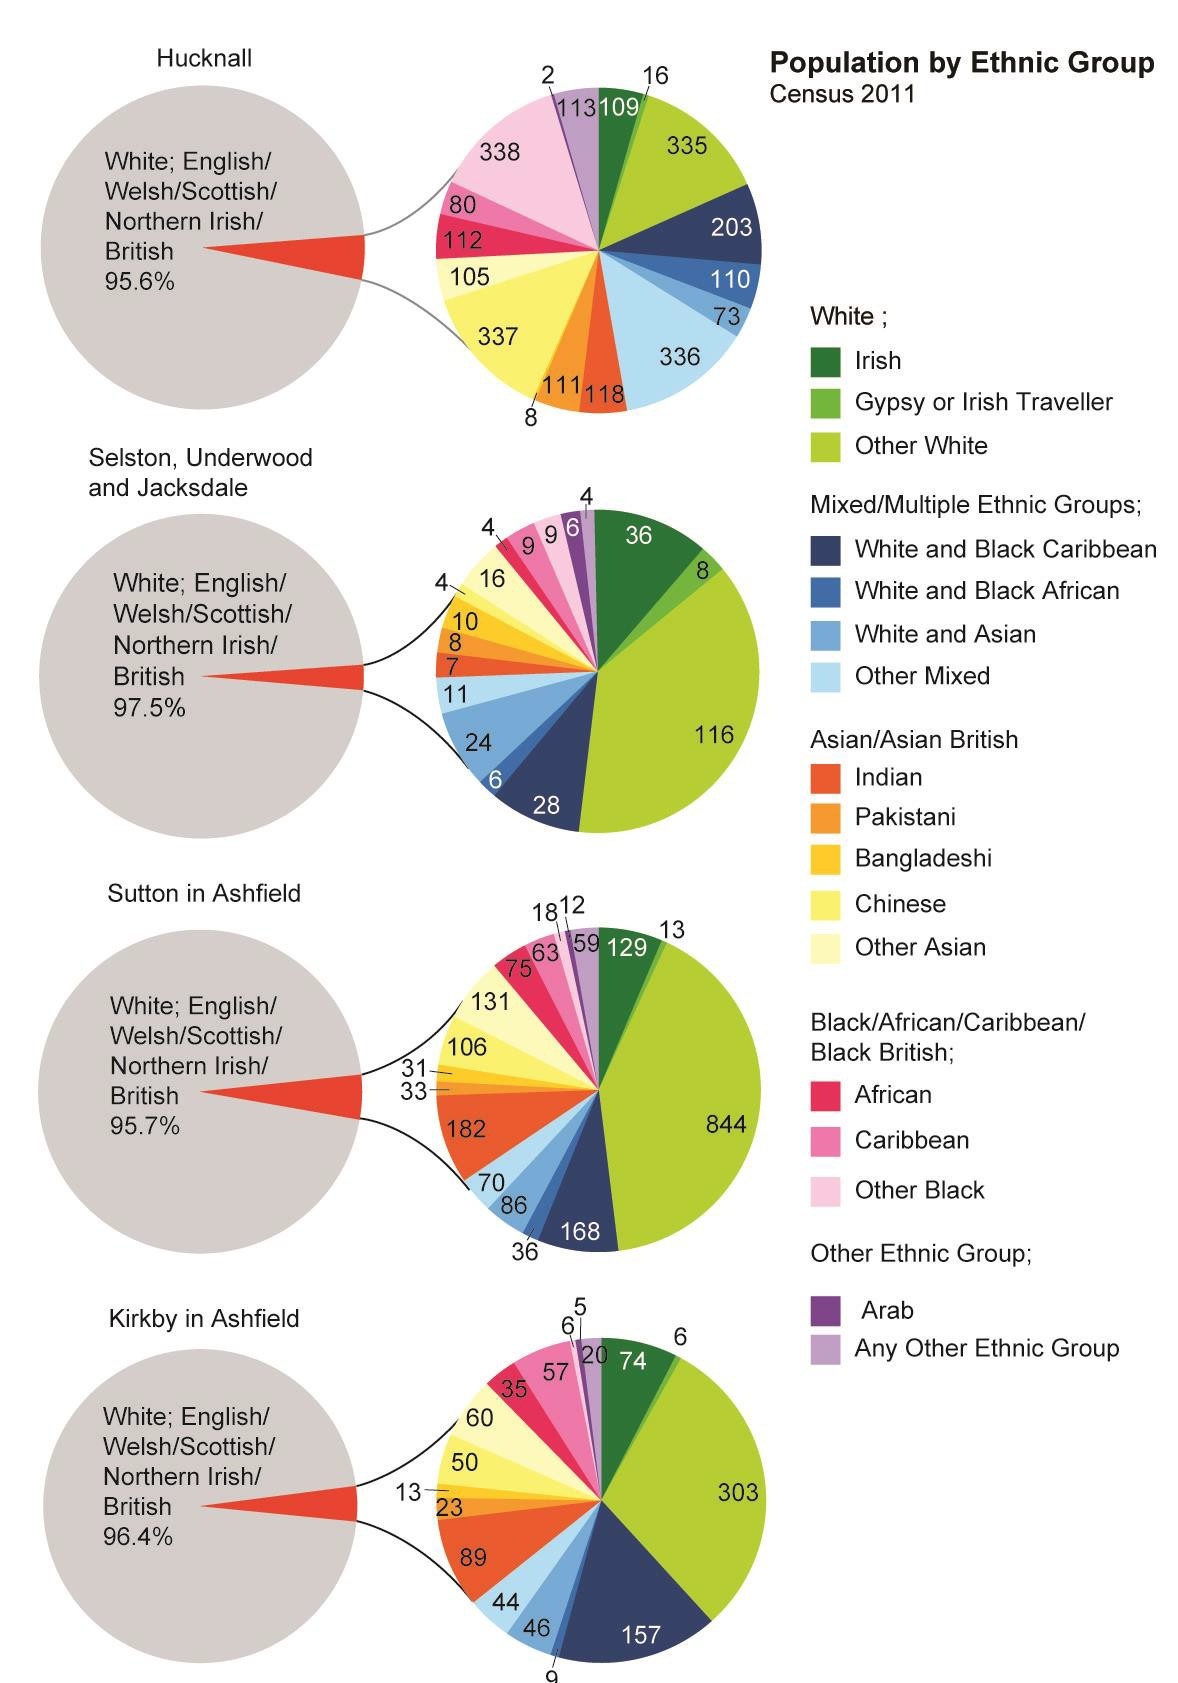 Hucknall
Population by Ethnic Group
Census 2011
White; English/
Welsh/Scottish/
Northern Irish/
British
95.6%
2
113
109
16
335
203
110
73
336
118
111
8
337
105
112
80
338
Selston, Underwood
and Jacksdale
White; English/
Welsh/Scottish/
Northern Irish/
British
97.5%
4
36
8
116
28
6
24
11
7
8
10
4
16
4
9
9
6
Sutton in Ashfield
White; English/
Welsh/Scottish/
Northern Irish/
British
95.7%
18
12
59
129
13
844
168
36
86
70
182
33
31
106
131
75
63
Kirkby in Ashfield
White; English/
Welsh/Scottish/
Northern Irish/
British
96.4%
6
5
20
74
6
303
157
9
46
44
89
23
13
50
60
35
57
White ;
Irish
Gypsy or Irish Traveller
Other White
Mixed/Multiple Ethnic Groups;
White and Black Caribbean
White and Black African
White and Asian
Other Mixed
Asian/Asian British
Indian
Pakistani
Bangladeshi
Chinese
Other Asian
Black/African/Caribbean/
Black British;
African
Caribbean
Other Black
Other Ethnic Group;
Arab
Any Other Ethnic Group